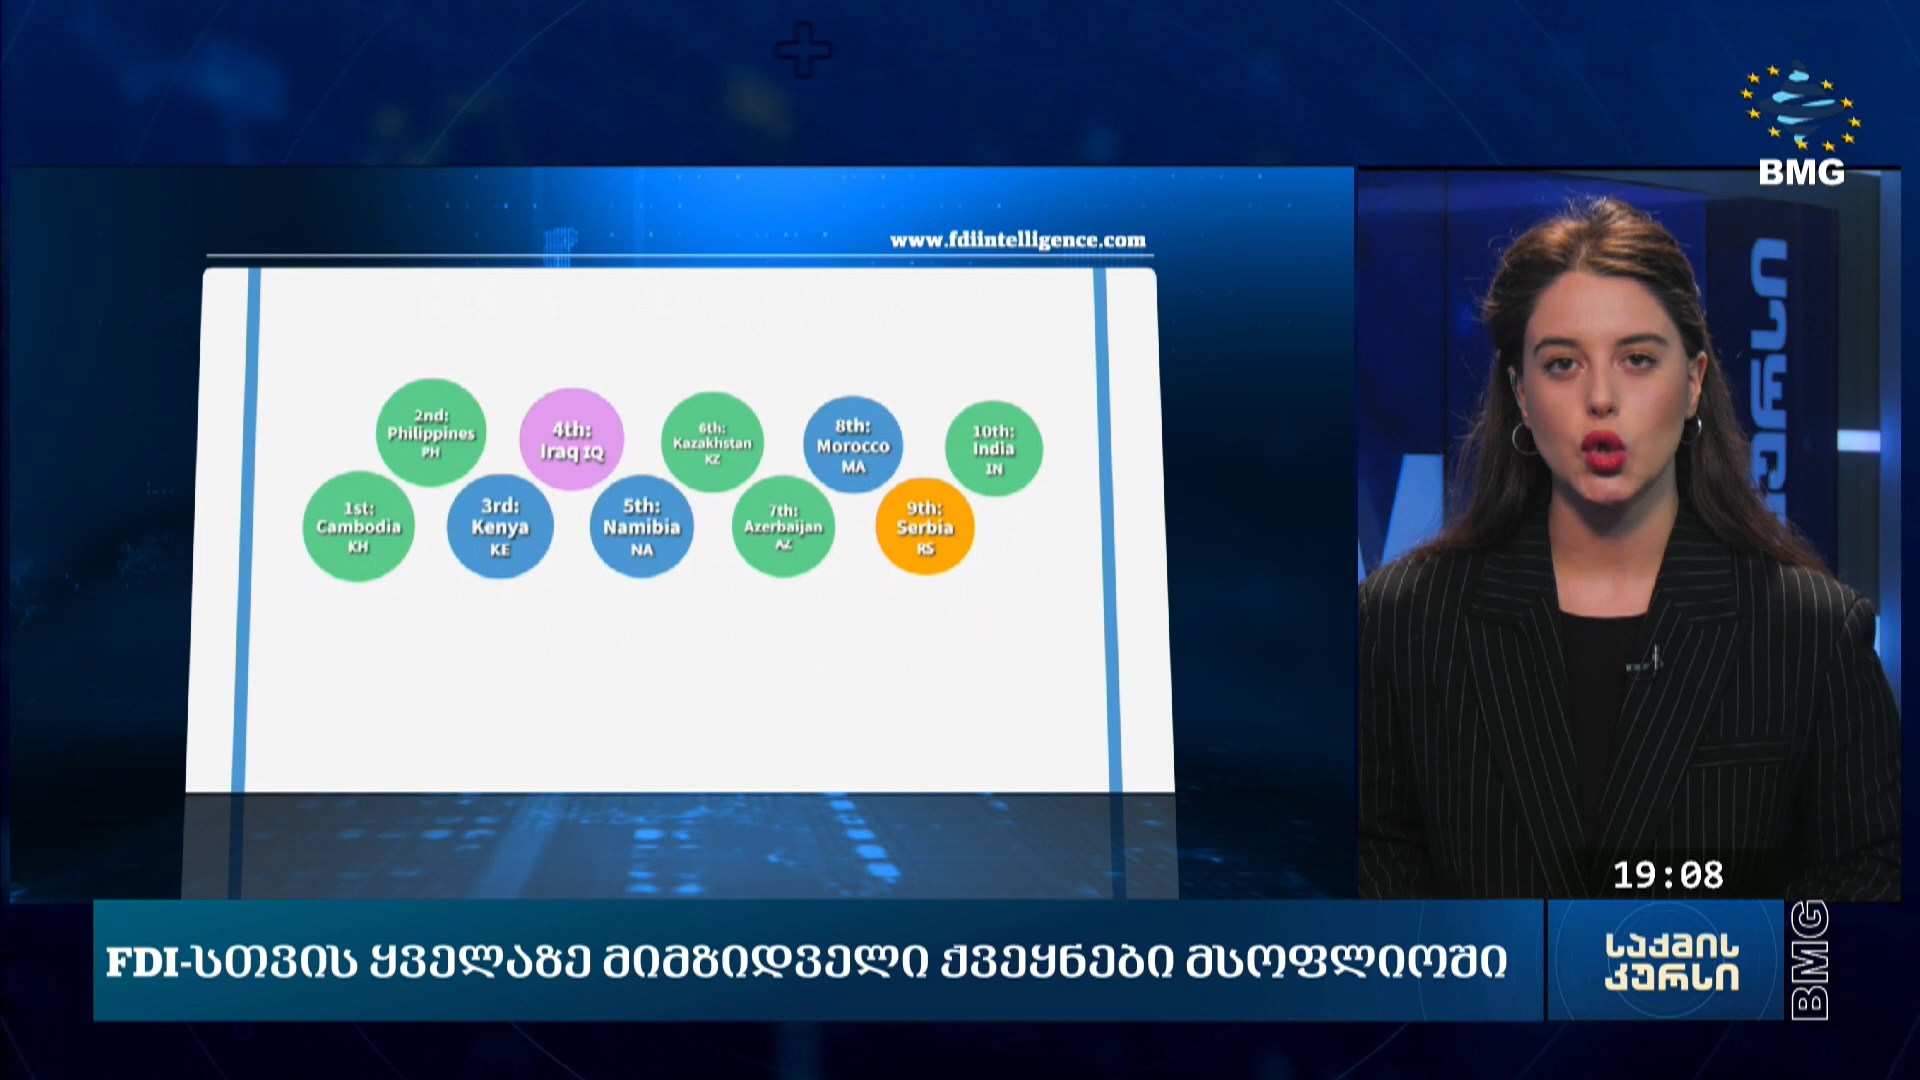 BMG
www.fdiintelligence.com
2nd:
Philippines
PH
4th:
Iraq IQ
6th:
Kazakhstan
KZ
8th:
Morocco
MA
10th:
India
IN
1st:
Cambodia
KH
3rd:
Kenya
KE
5th:
Namibia
NA
7th:
Azerbaijan
AZ
9th:
Serbia
RS
19:08
FDI-სთვის ყველაზე მიმზიდველი ქვეყნები მსოფლიოში
საქმის
კურსი
BMG